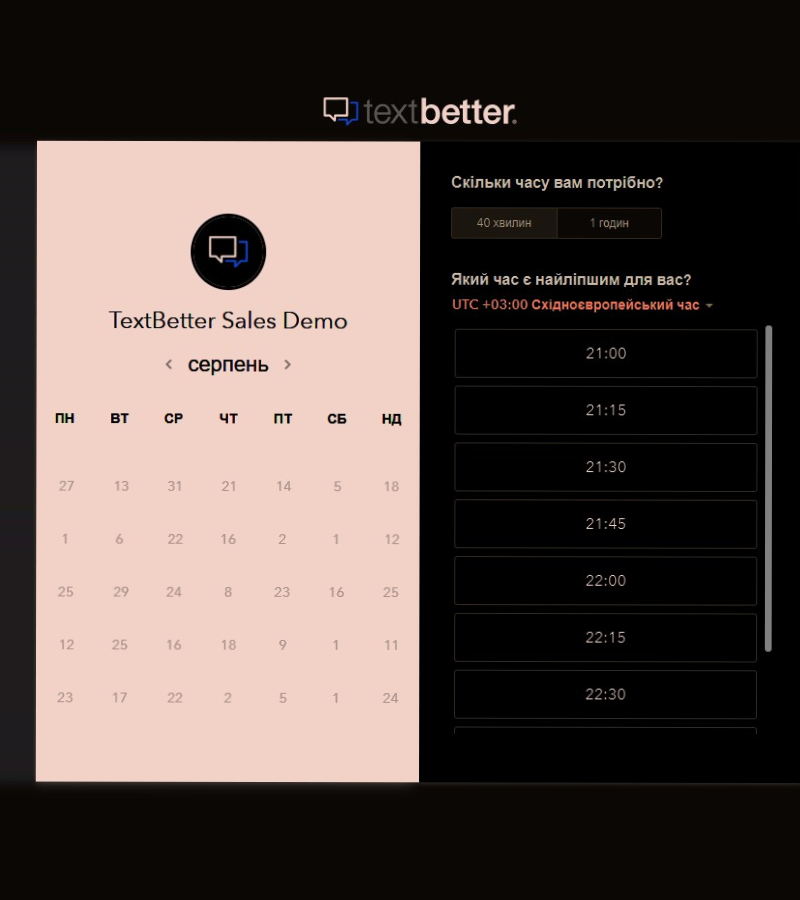 textbetter.
TextBetter Sales Demo
серпень
ПН ВТ СР ЧТ ПТ СБ НД
27 13 31 21 14 5 18
1 6 22 16 2 1 12
25 29 24 8 23 16 25
12 25 16 18 9 1 11
23 17 22 2 5 1 24
Скільки часу вам потрібно?
40 хвилин 1 годин
Який час є найліпшим для вас?
UTC +03:00 Східноєвропейський час
21:00
21:15
21:30
21:45
22:00
22:15
22:30